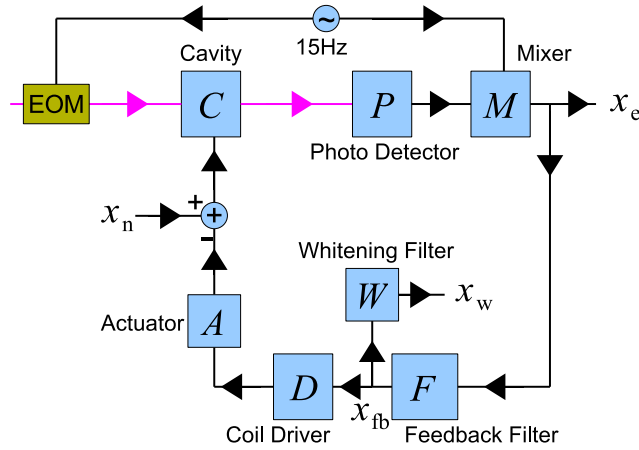 ~
15Hz
Cavity
Mixer
EOM
C
P
M
x_e
Photo Detector
x_n
+
+
-
Whitening Filter
W
x_w
Actuator
A
D
x_fb
F
Coil Driver
Feedback Filter